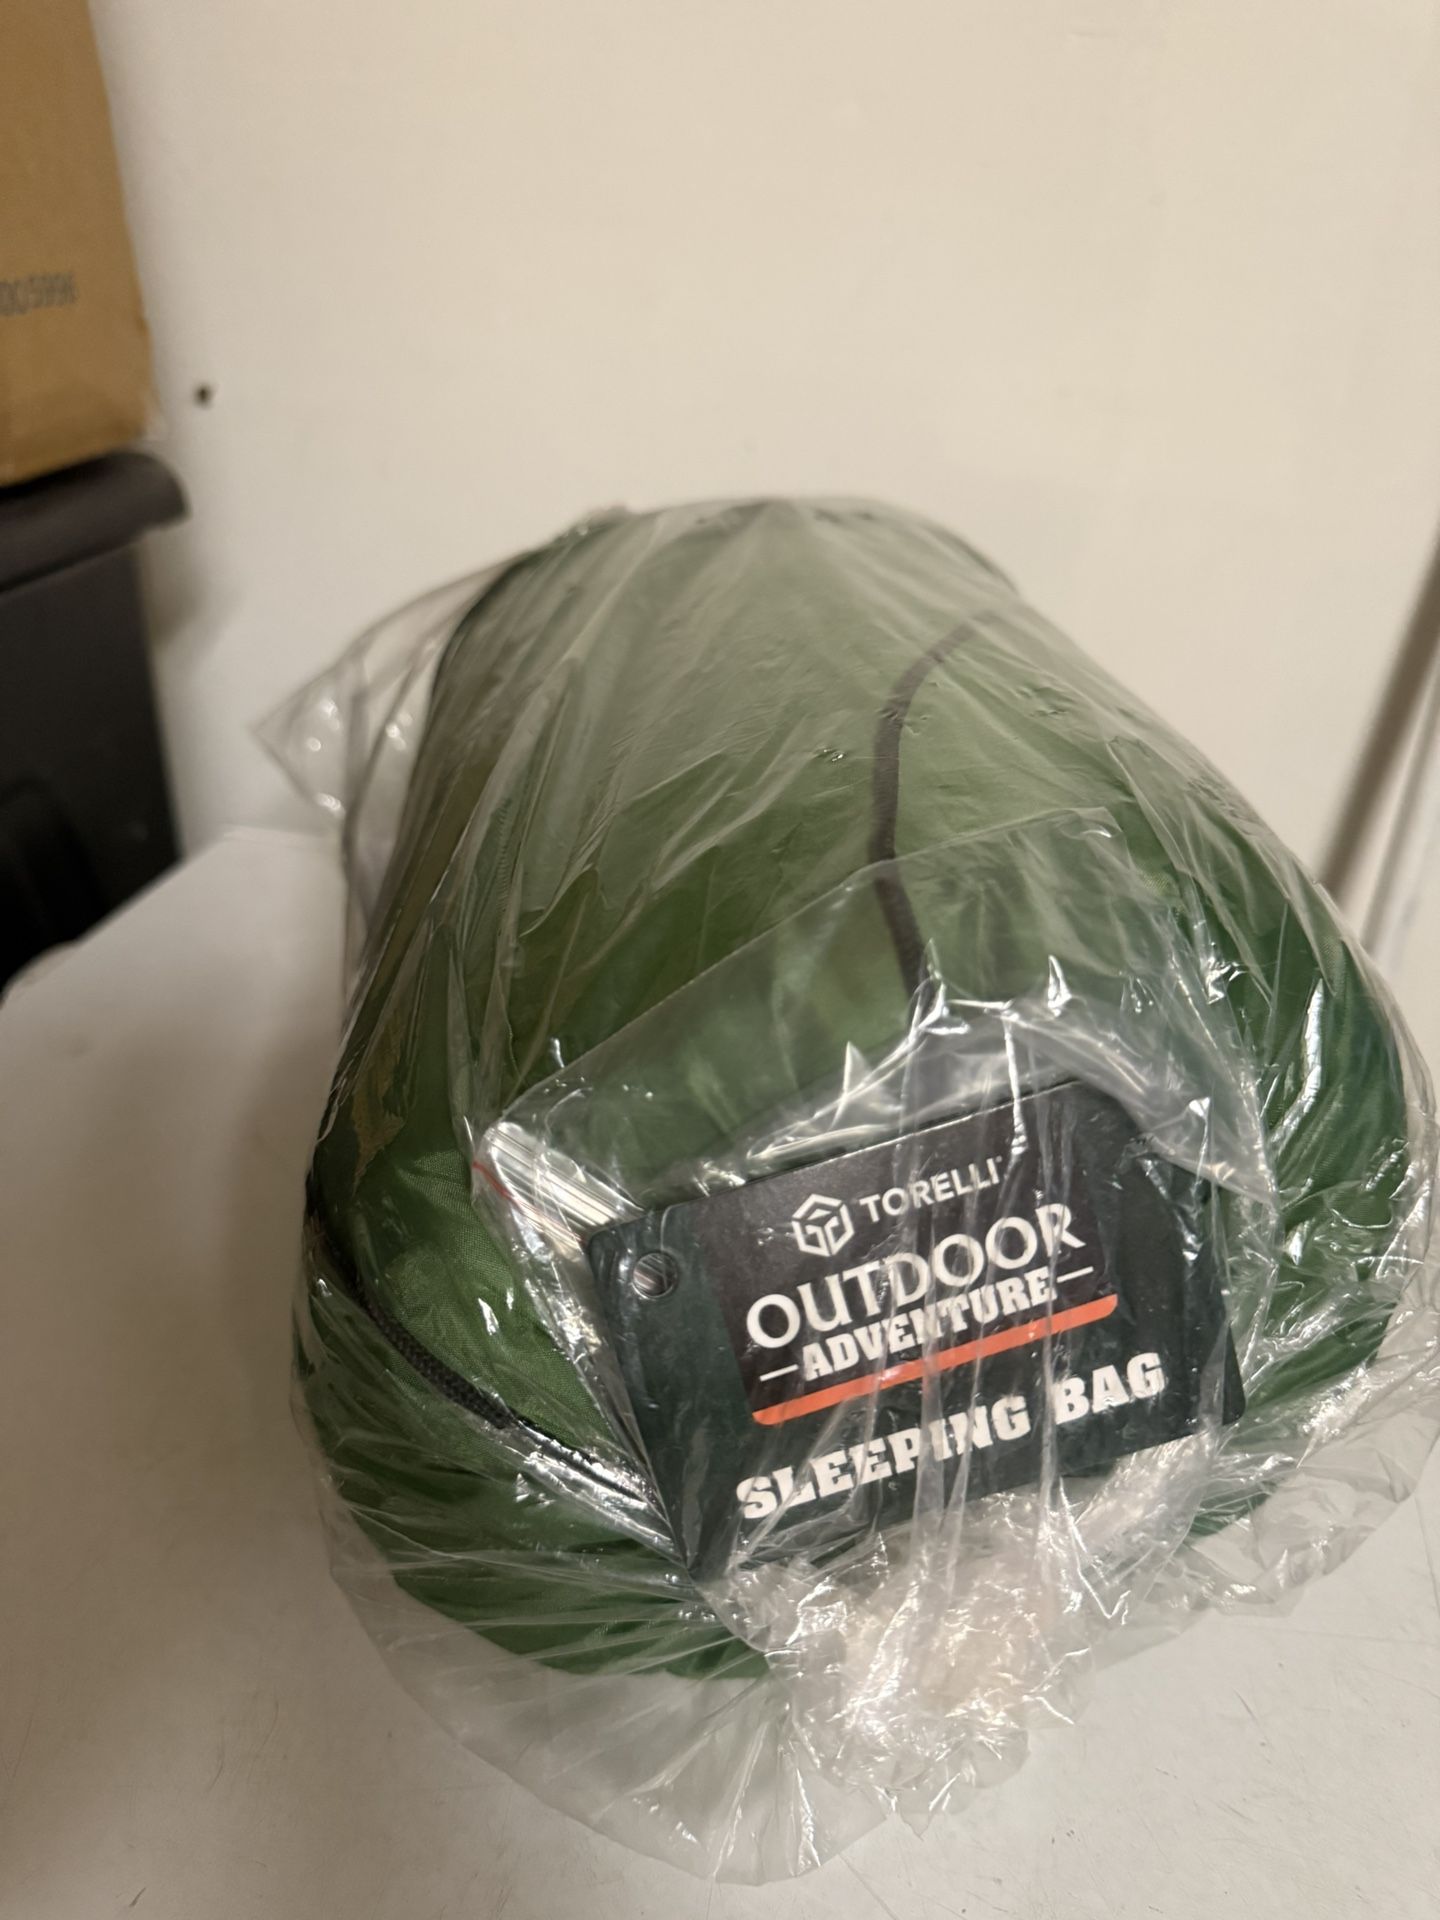 TORELLI
OUTDOOR
—ADVENTURE—
SLEEPING BAG